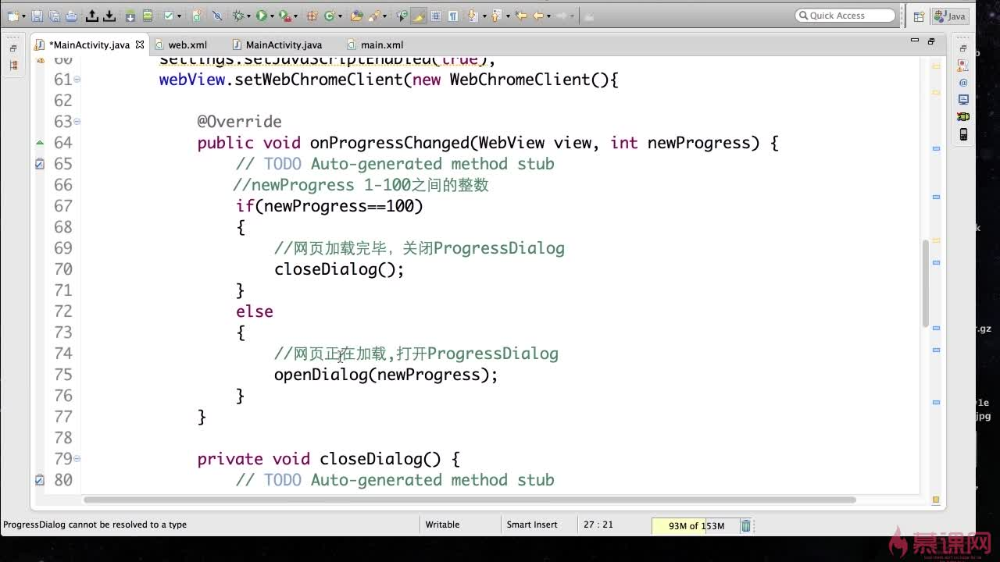 Quick Access
Java
*MainActivity.java
web.xml
MainActivity.java
main.xml
60 settings.setJavaScriptEnabled(true);
61 webView.setWebChromeClient(new WebChromeClient(){
62
63 @Override
64 public void onProgressChanged(WebView view, int newProgress) {
65 // TODO Auto-generated method stub
66 //newProgress 1-100之间的整数
67 if(newProgress==100)
68 {
69 //网页加载完毕，关闭ProgressDialog
70 closeDialog();
71 }
72 else
73 {
74 //网页正在加载,打开ProgressDialog
75 openDialog(newProgress);
76 }
77 }
78
79 private void closeDialog() {
80 // TODO Auto-generated method stub
ProgressDialog cannot be resolved to a type
Writable
Smart Insert
27 : 21
93M of 153M
慕课网